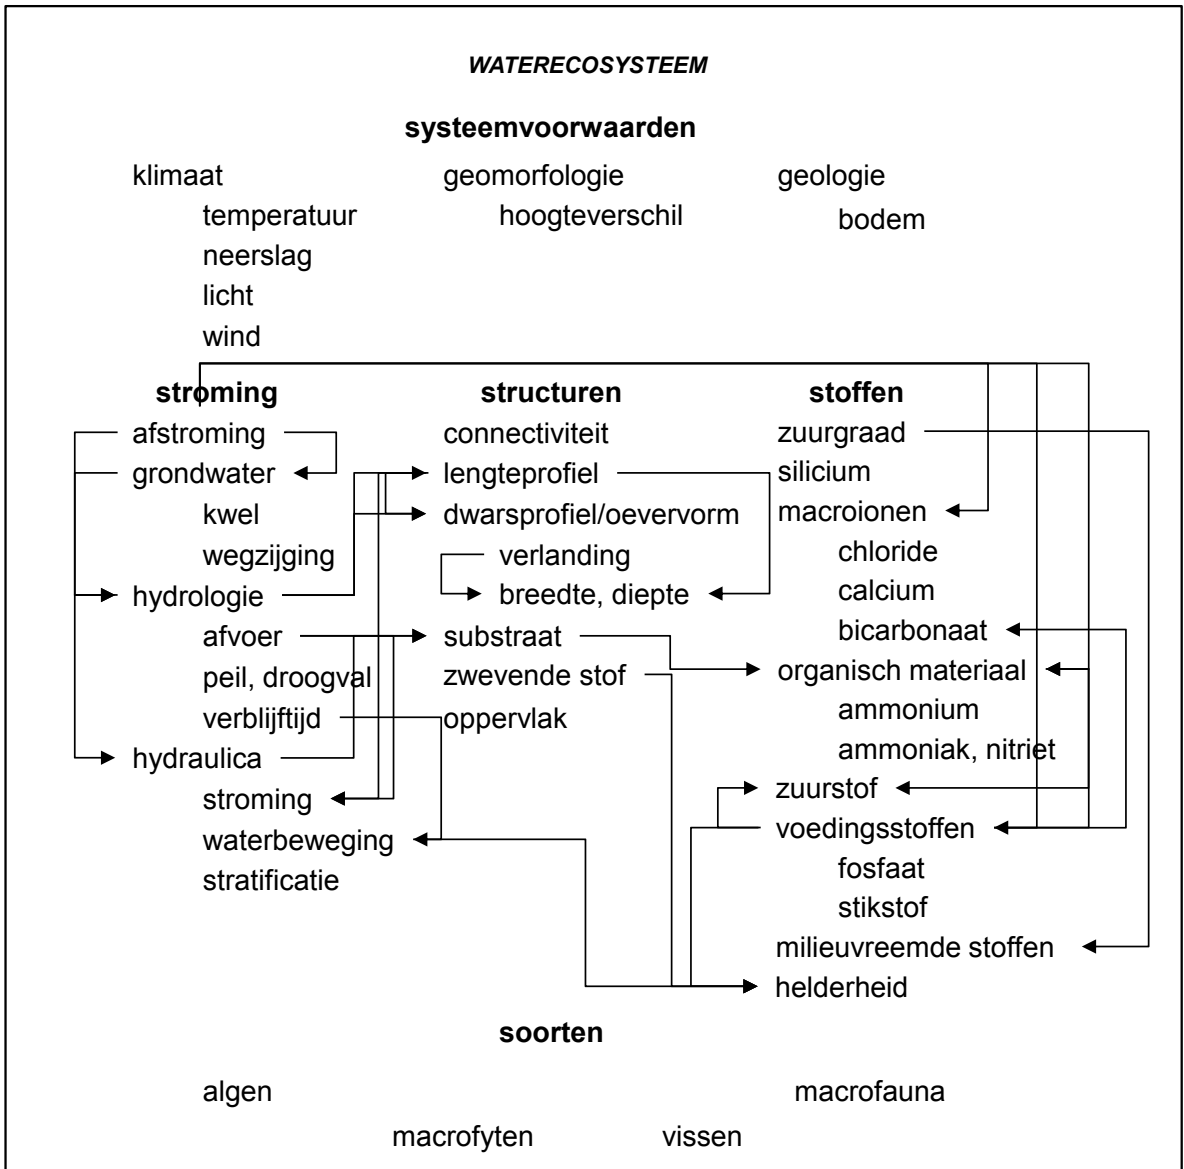 WATERECOSYSTEEM
systeemvoorwaarden
klimaat geomorfologie geologie
temperatuur hoogteverschil bodem
neerslag
licht
wind
stroming structuren stoffen
afstroming connectiviteit zuurgraad
grondwater lengteprofiel silicium
kwel dwarsprofiel/oevervorm macroionen
wegzijging verlanding chloride
hydrologie breedte, diepte calcium
afvoer substraat bicarbonaat
peil, droogval zwevende stof organisch materiaal
verblijftijd oppervlak ammonium
hydraulica ammoniak, nitriet
stroming zuurstof
waterbeweging voedingsstoffen
stratificatie fosfaat
stikstof
milieuvreemde stoffen
helderheid
soorten
algen macrofauna
macrofyten vissen